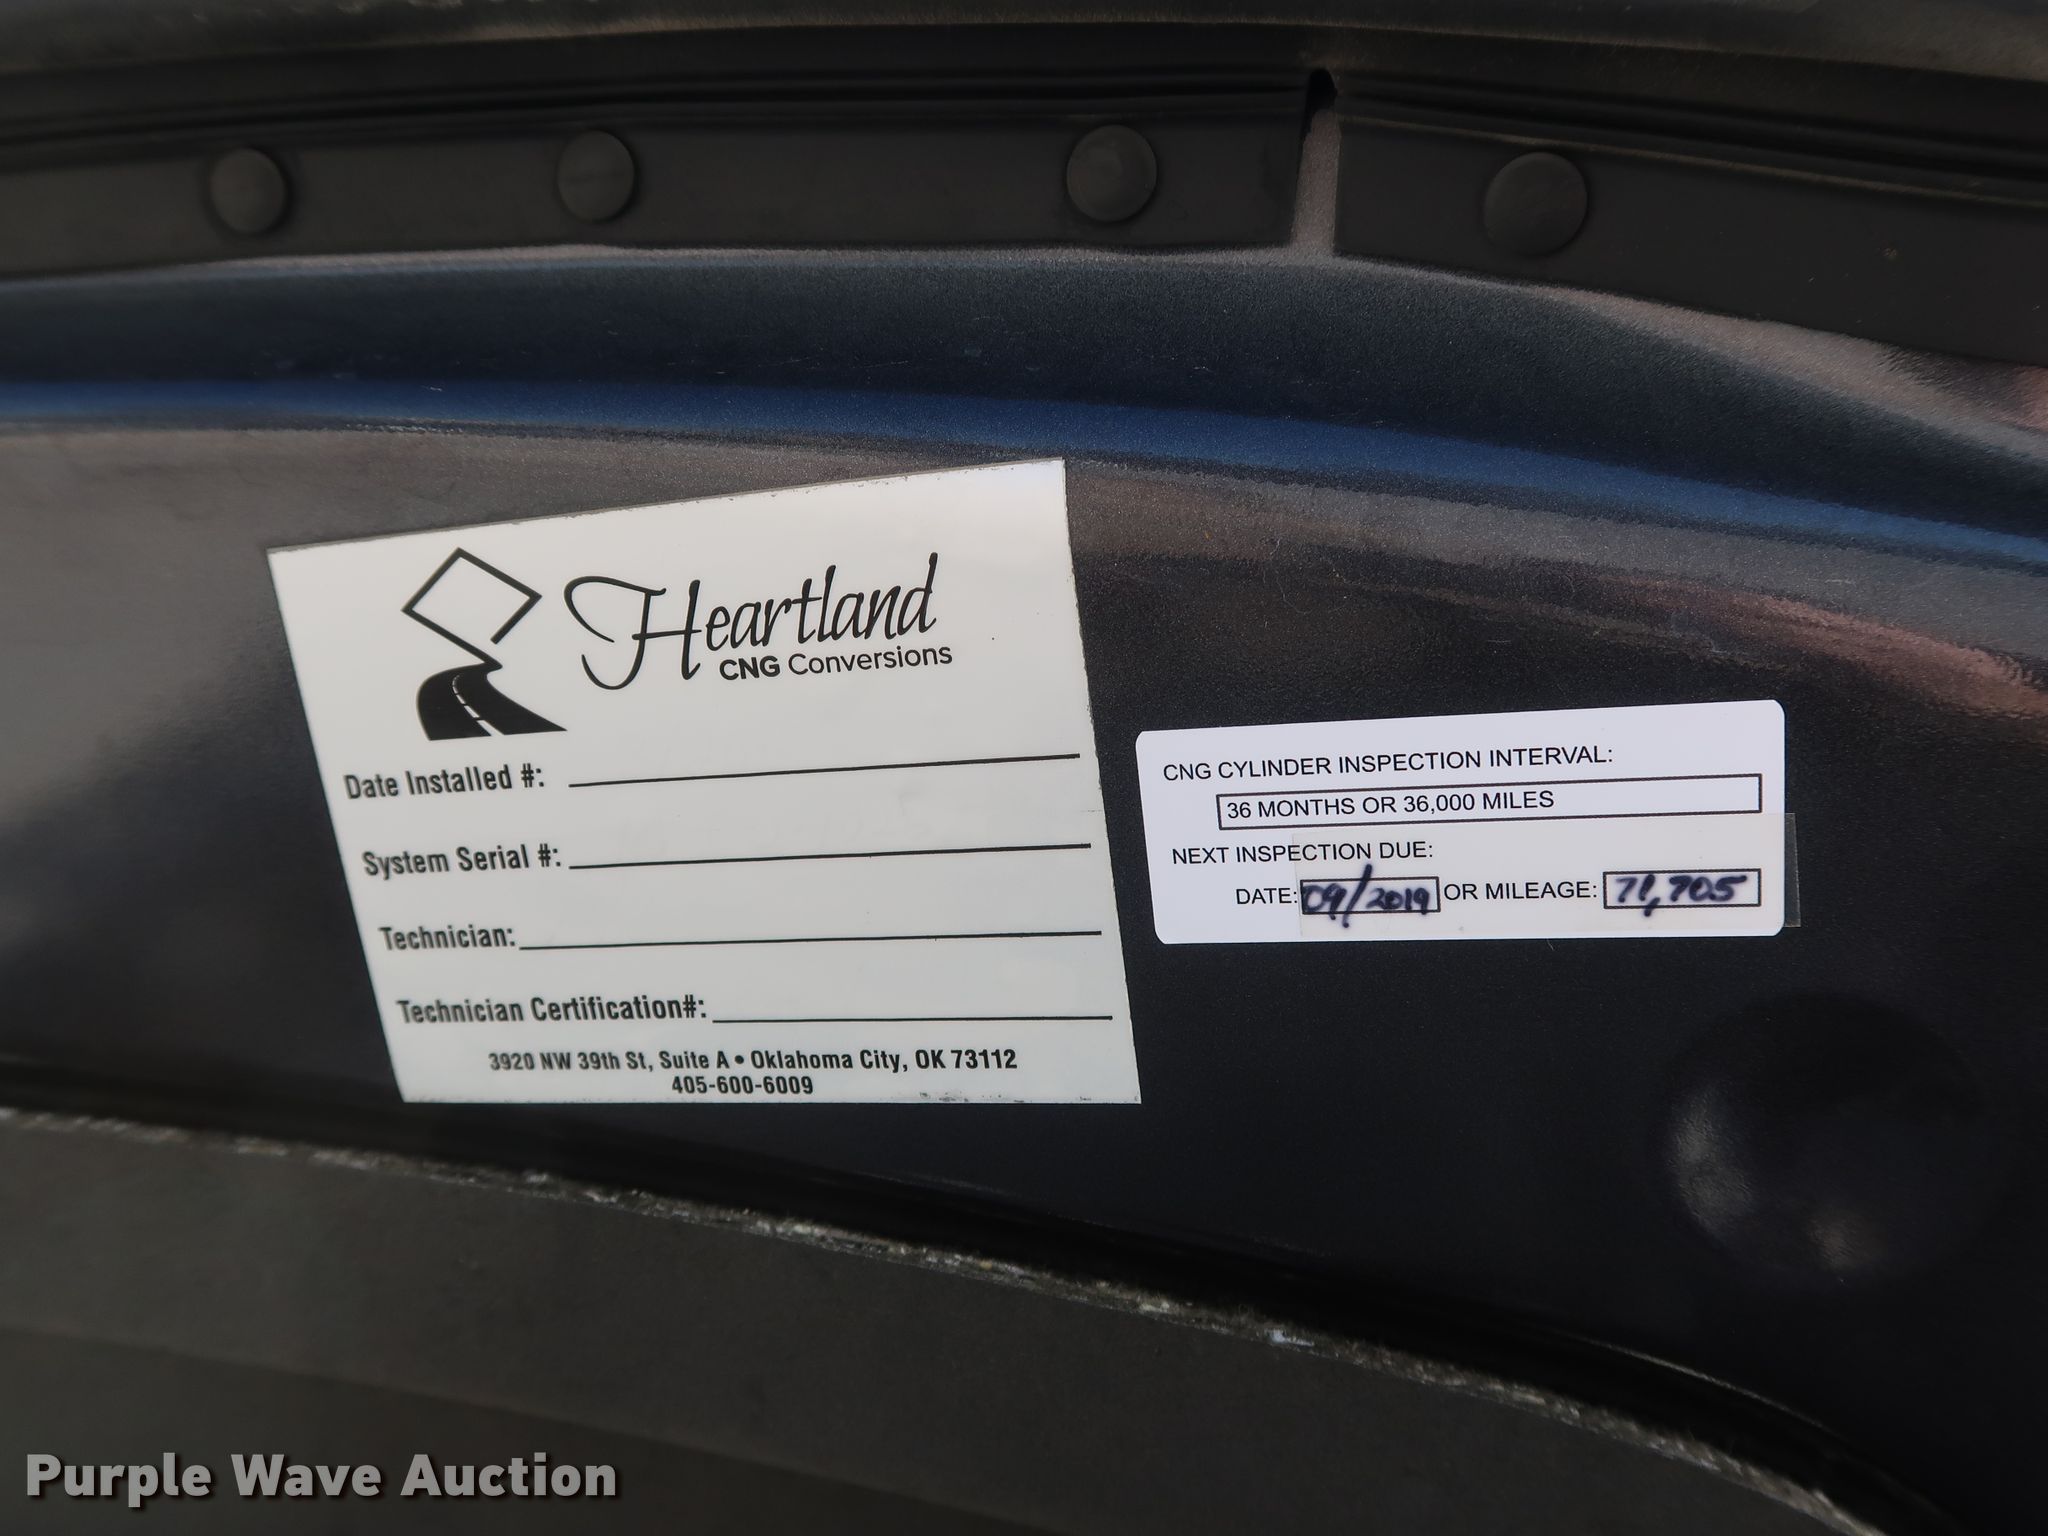 Heartland
CNG Conversions
Date Installed #:
System Serial #:
Technician:
Technician Certification#:
3920 NW 39th St, Suite A • Oklahoma City, OK 73112
405-600-6009
CNG CYLINDER INSPECTION INTERVAL:
36 MONTHS OR 36,000 MILES
NEXT INSPECTION DUE:
DATE: 09/2019 OR MILEAGE: 71,705
Purple Wave Auction